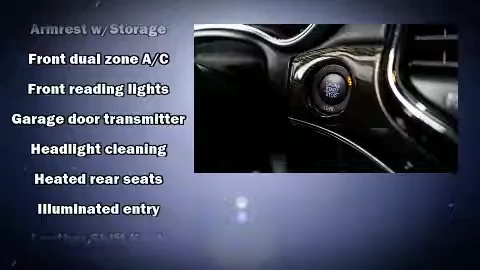 Armrest w/Storage
Front dual zone A/C
Front reading lights
Garage door transmitter
Headlight cleaning
Heated rear seats
Illuminated entry